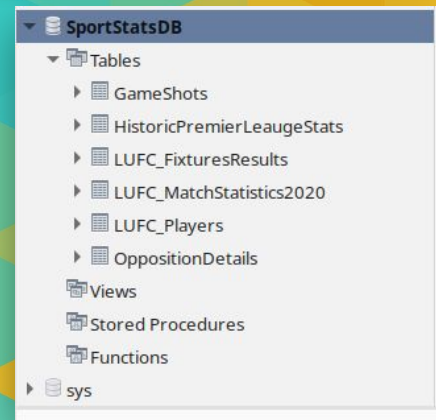 SportStatsDB
Tables
GameShots
HistoricPremierLeaugeStats
LUFC_FixturesResults
LUFC_MatchStatistics2020
LUFC_Players
OppositionDetails
Views
Stored Procedures
Functions
sys